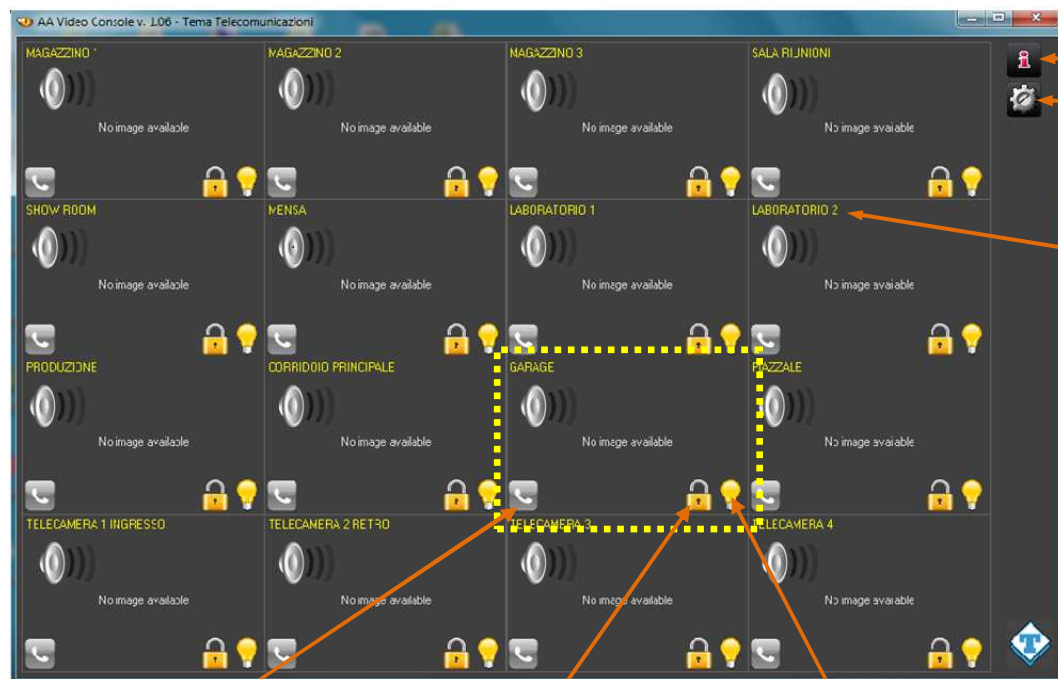 AA Video Console v. 1.06 - Tema Telecomunicazioni
MAGAZZINO 1
MAGAZZINO 2
MAGAZZINO 3
SALA RIUNIONI
No image available
No image available
No image available
No image available
SHOW ROOM
MENSA
LABORATORIO 1
LABORATORIO 2
No image available
No image available
No image available
No image available
PRODUZIONE
CORRIDOIO PRINCIPALE
GARAGE
PIAZZALE
No image available
No image available
No image available
No image available
TELECAMERA 1 INGRESSO
TELECAMERA 2 RETRO
TELECAMERA 3
TELECAMERA 4
No image available
No image available
No image available
No image available